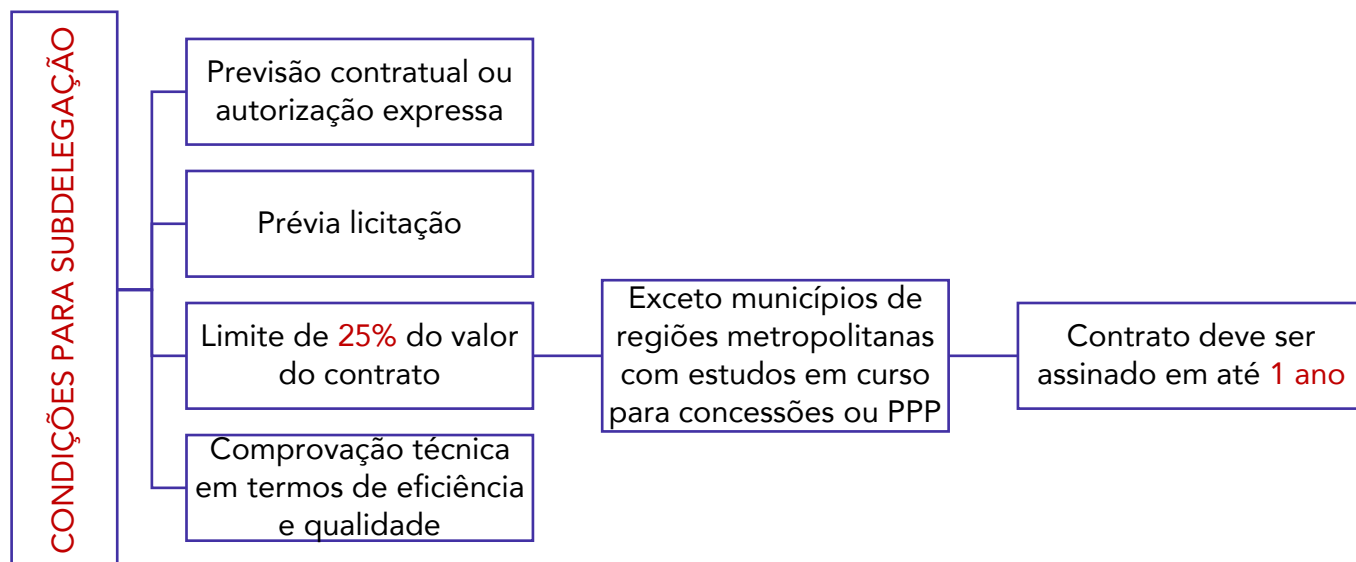 CONDIÇÕES PARA SUBDELEGAÇÃO
Previsão contratual ou
autorização expressa
Prévia licitação
Limite de 25% do valor
do contrato
Exceto municípios de
regiões metropolitanas
com estudos em curso
para concessões ou PPP
Contrato deve ser
assinado em até 1 ano
Comprovação técnica
em termos de eficiência
e qualidade